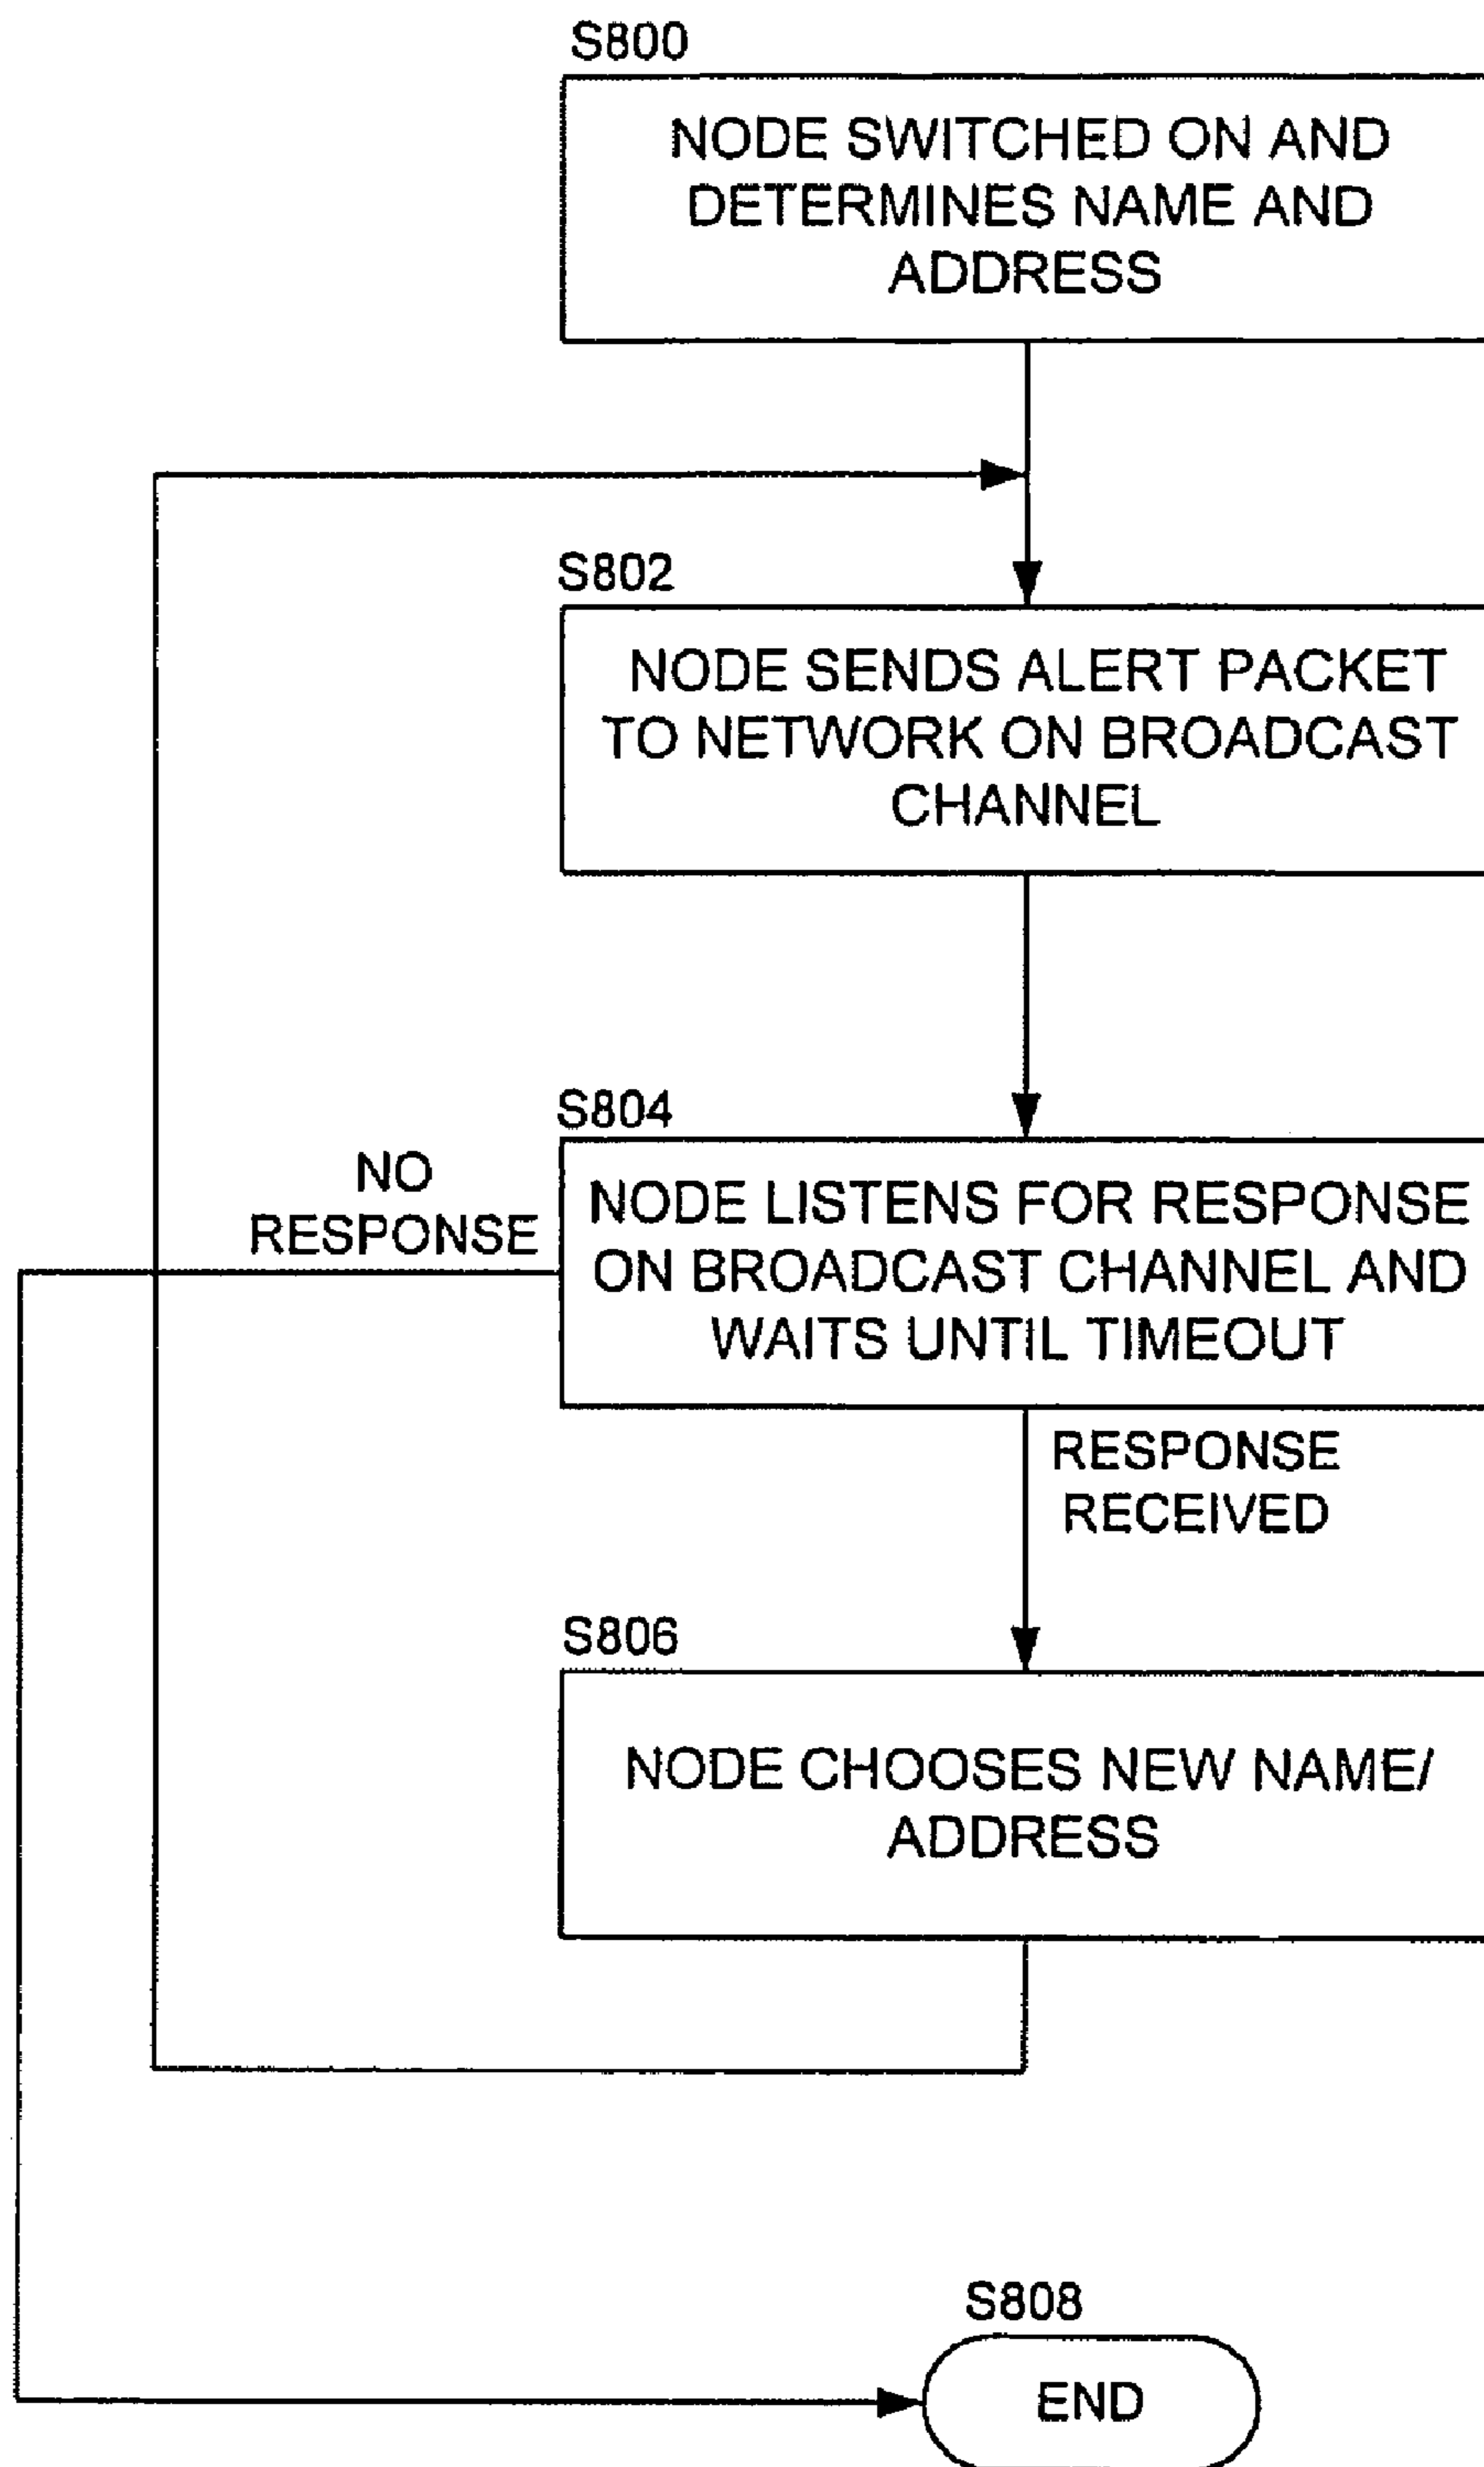 S800
NODE SWITCHED ON AND
DETERMINES NAME AND
ADDRESS
S802
NODE SENDS ALERT PACKET
TO NETWORK ON BROADCAST
CHANNEL
S804
NO
RESPONSE
NODE LISTENS FOR RESPONSE
ON BROADCAST CHANNEL AND
WAITS UNTIL TIMEOUT
RESPONSE
RECEIVED
S806
NODE CHOOSES NEW NAME/
ADDRESS
S808
END